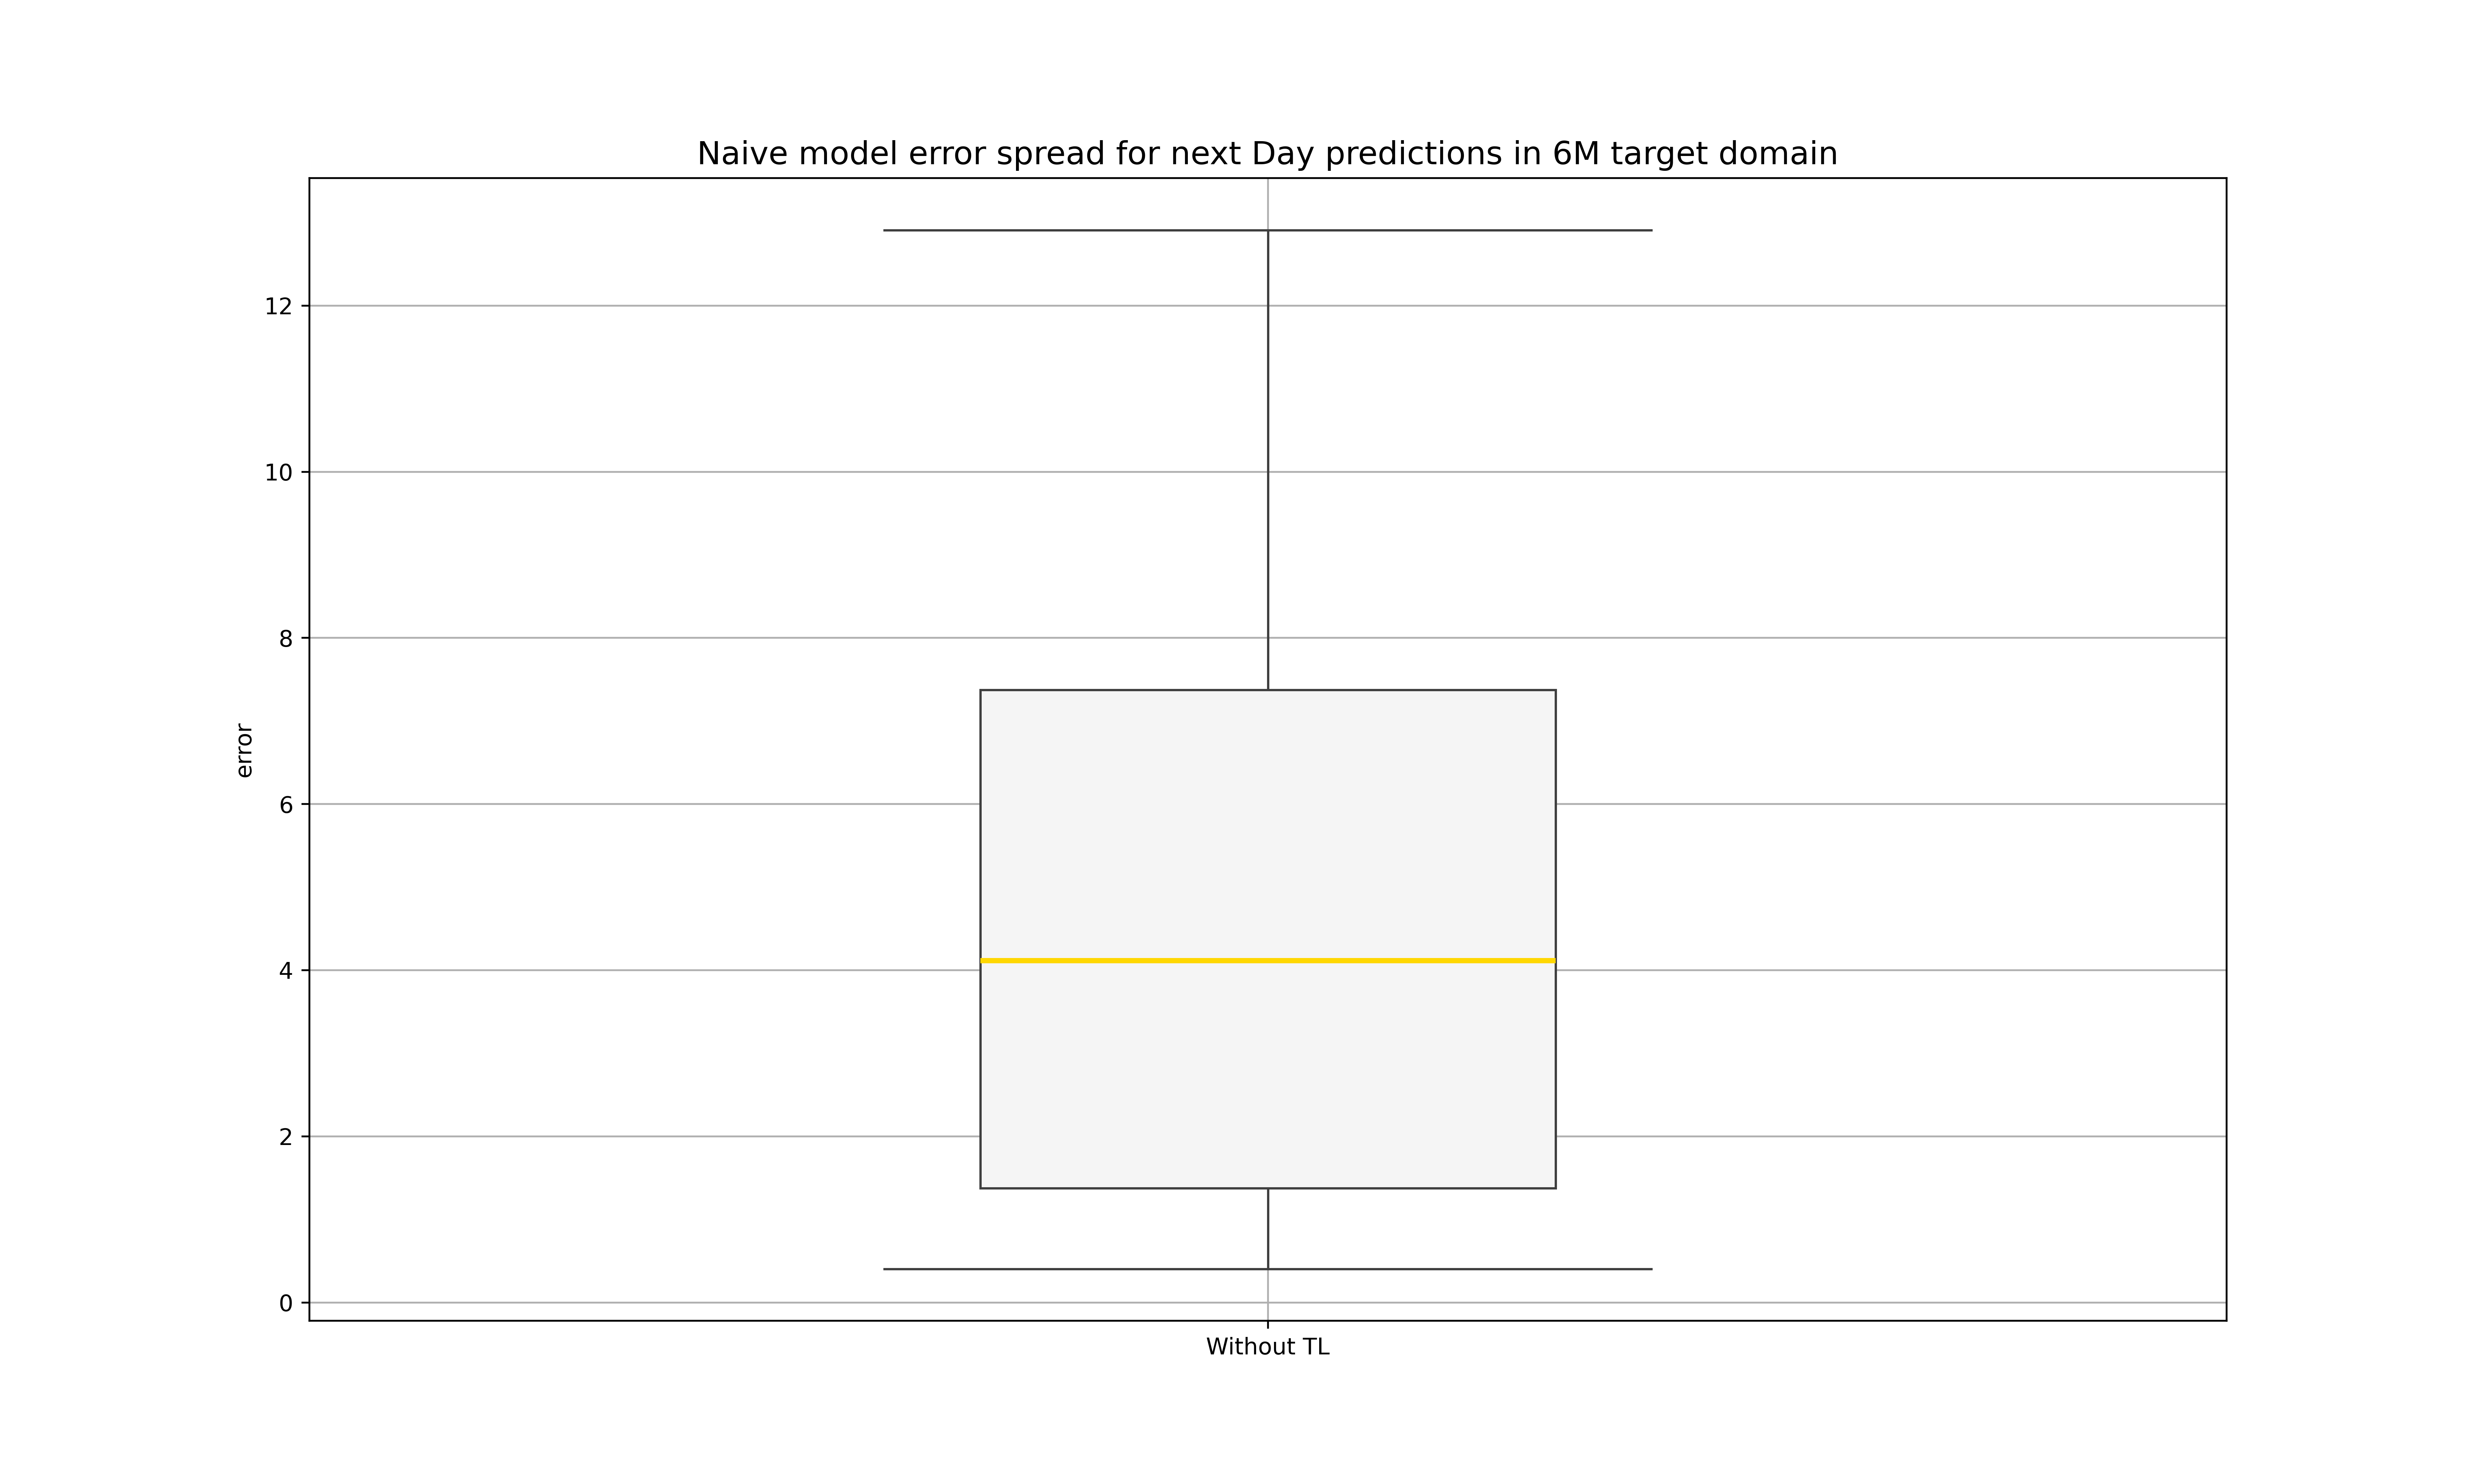 Naive model error spread for next Day predictions in 6M target domain
12
10
8
6
4
2
0
error
Without TL